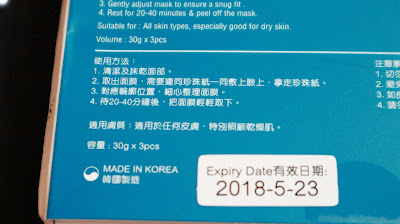 3. Gently adjust mask to ensure a snug fit
4. Rest for 20-40 minutes & peel off the mask.
Suitable for : All skin types, especially good for dry skin.
Volume : 30g x 3pcs
使用方法:
1. 清潔及抹乾面部。
2. 取出面膜,需要連同珍珠紙一同敷上臉上,拿走珍珠紙。
3. 對應輪廓位置,細心整理面膜。
4. 待20-40分鐘後,把面膜輕輕取下。
適用膚質:適用於任何皮膚,特別照顧乾燥肌。
容量:30g x 3pcs
MADE IN KOREA
韓國製造
Expiry Date有效日期:
2018-5-23
注意事
1. 切勿
2. 避免
3. 如
4. 請